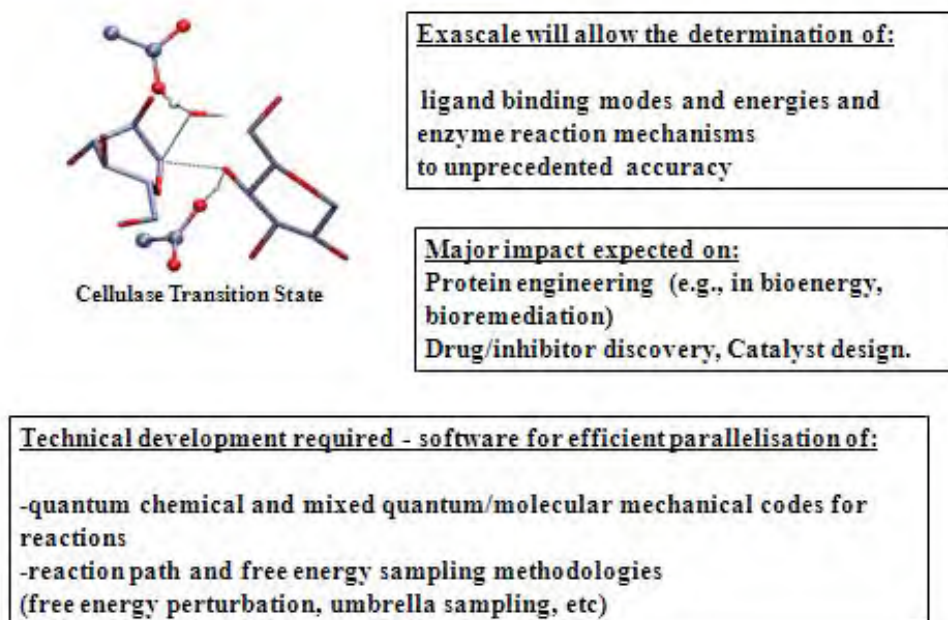 Exascale will allow the determination of:
ligand binding modes and energies and
enzyme reaction mechanisms
to unprecedented accuracy
Cellulase Transition State
Major impact expected on:
Protein engineering (e.g., in bioenergy,
bioremediation)
Drug/inhibitor discovery, Catalyst design.
Technical development required - software for efficient parallelisation of:
-quantum chemical and mixed quantum/molecular mechanical codes for
reactions
-reaction path and free energy sampling methodologies
(free energy perturbation, umbrella sampling, etc)